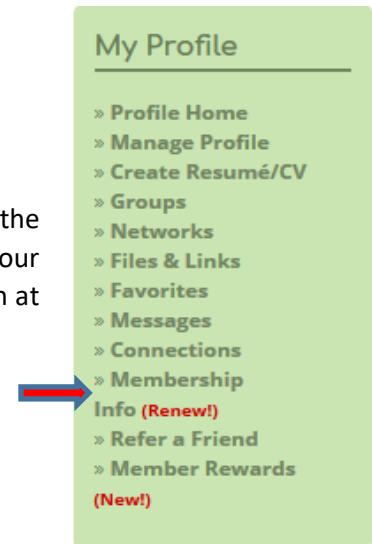 My Profile
» Profile Home
» Manage Profile
» Create Resumé/CV
» Groups
the
» Networks
our
» Files & Links
at
» Favorites
» Messages
» Connections
» Membership
Info (Renew!)
» Refer a Friend
» Member Rewards
(New!)